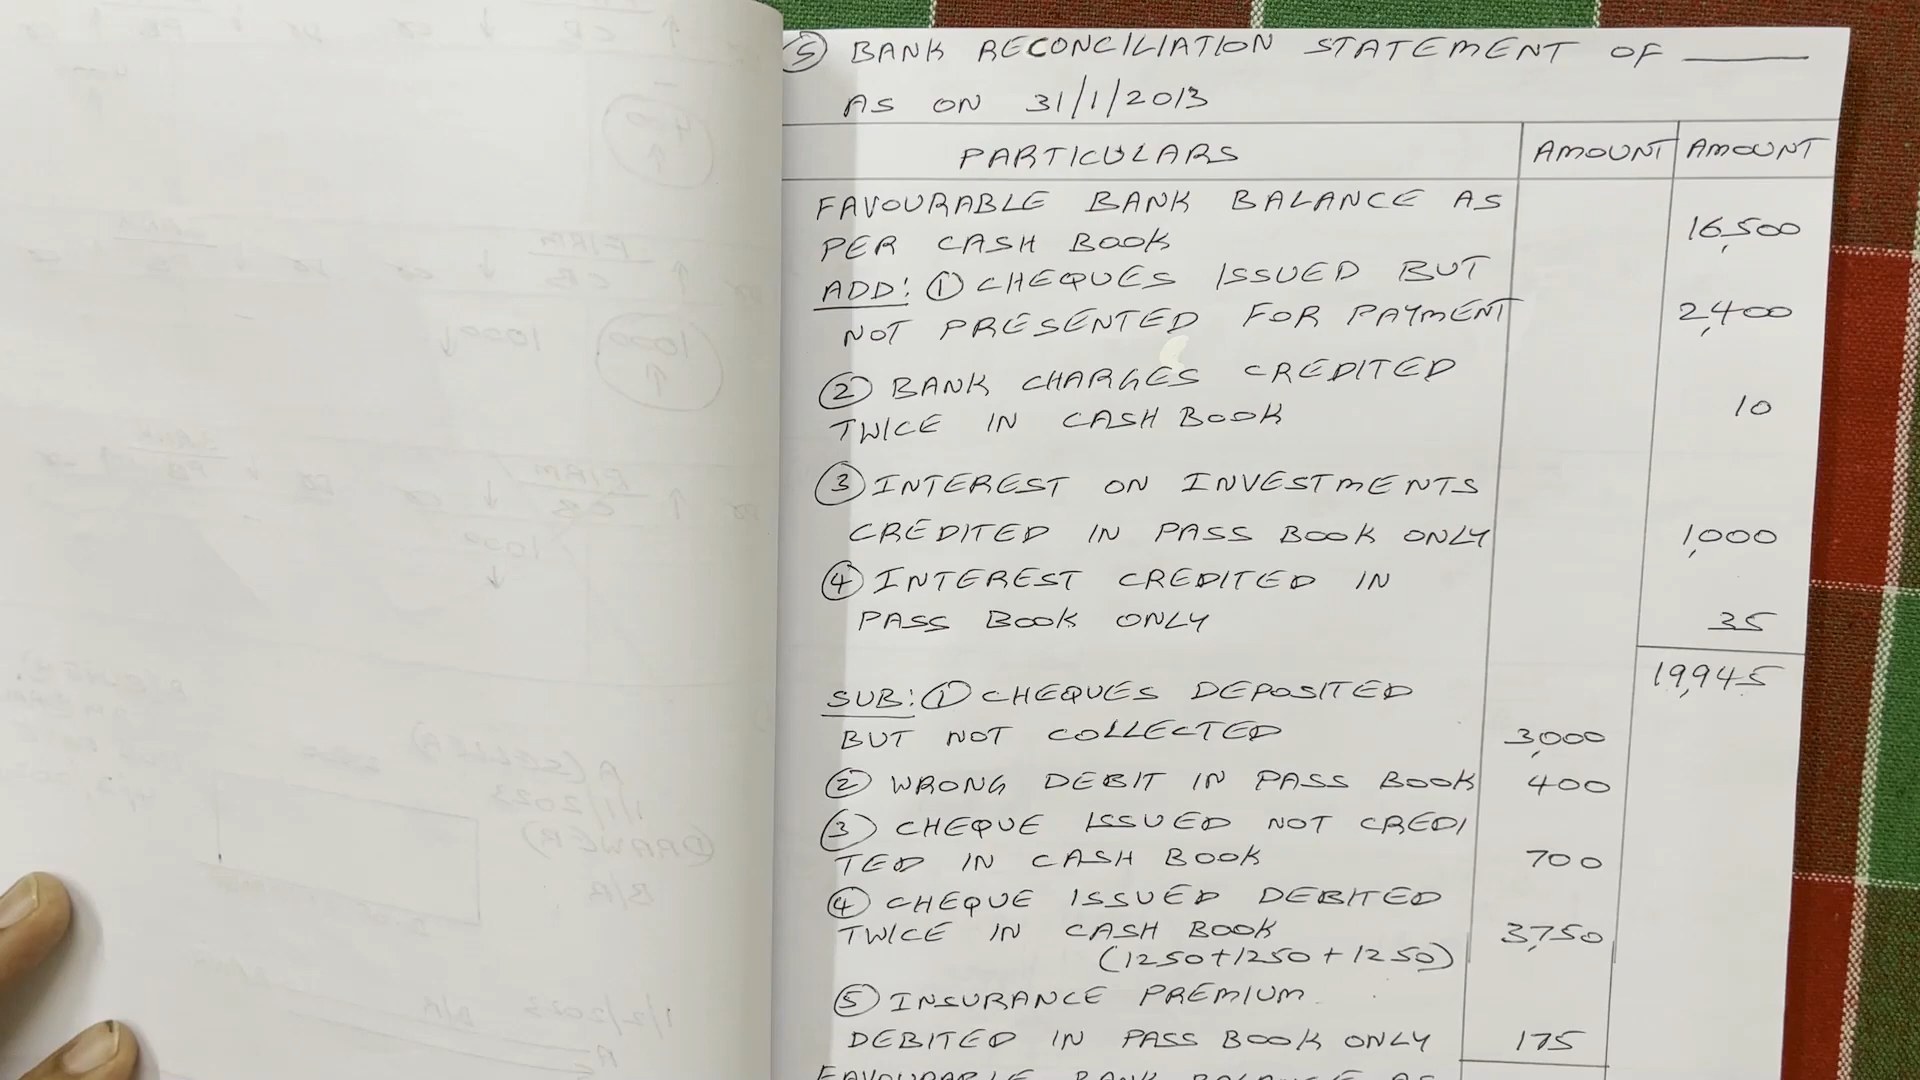 ⑤ BANK RECONCILIATION STATEMENT OF ____
AS ON 31/1/2013
PARTICULARS AMOUNT AMOUNT
FAVOURABLE BANK BALANCE AS
PER CASH BOOK 16,500
ADD: ① CHEQUES ISSUED BUT
NOT PRESENTED FOR PAYMENT 2,400
② BANK CHARGES CREDITED
TWICE IN CASH BOOK 10
③ INTEREST ON INVESTMENTS
CREDITED IN PASS BOOK ONLY 1,000
④ INTEREST CREDITED IN
PASS BOOK ONLY 35
19,945
SUB: ① CHEQUES DEPOSITED
BUT NOT COLLECTED 3,000
② WRONG DEBIT IN PASS BOOK 400
③ CHEQUE ISSUED NOT CREDI
TED IN CASH BOOK 700
④ CHEQUE ISSUED DEBITED
TWICE IN CASH BOOK 3,750
(1250+1250+1250)
⑤ INSURANCE PREMIUM
DEBITED IN PASS BOOK ONLY 175
FAVOURABLE BANK BALANCE AS